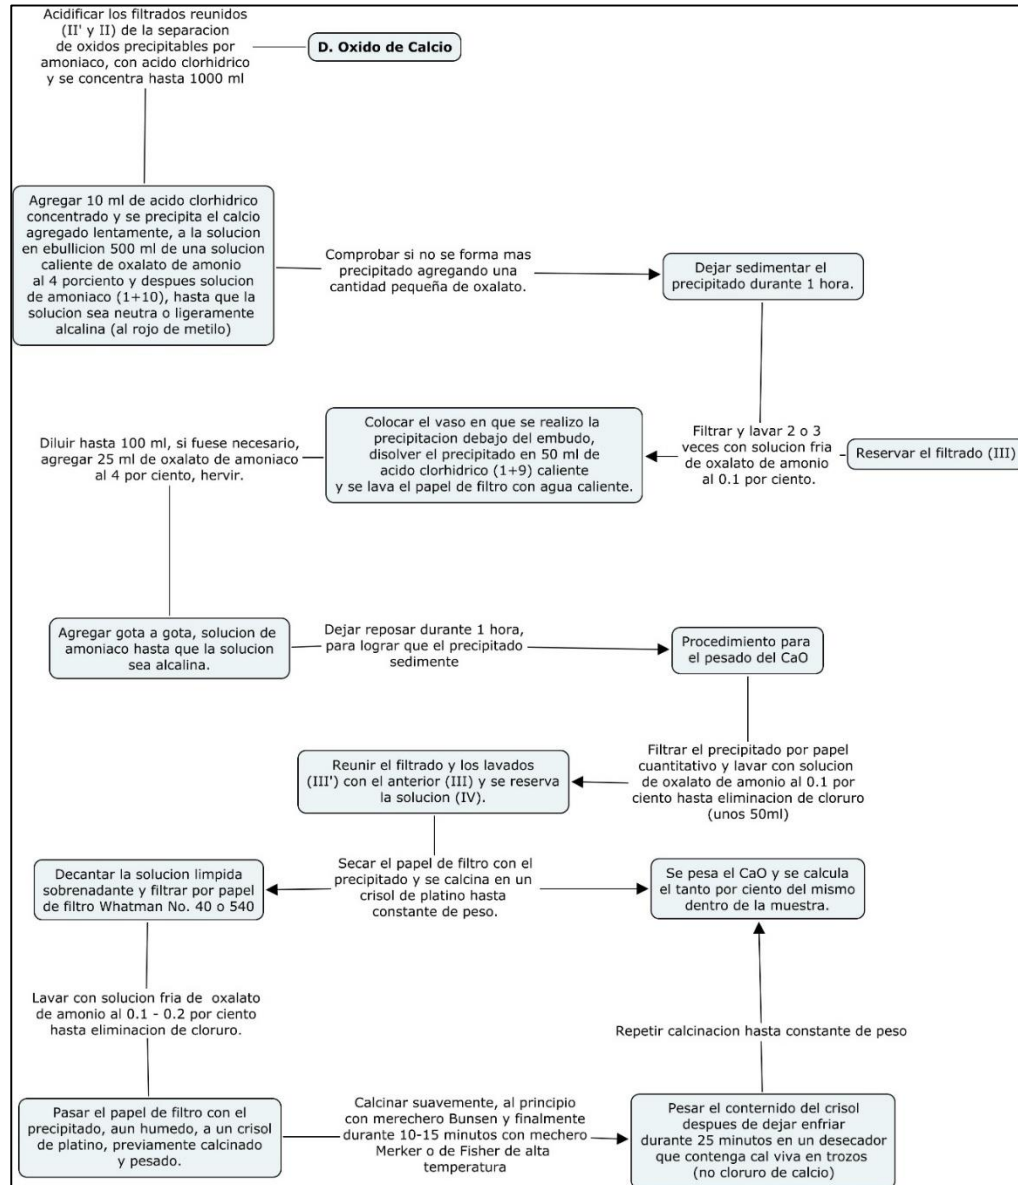 Acidificar los filtrados reunidos
(II' y II) de la separacion
de oxidos precipitables por
amoniaco, con acido clorhidrico
y se concentra hasta 1000 ml
D. Oxido de Calcio
Agregar 10 ml de acido clorhidrico
concentrado y se precipita el calcio
agregado lentamente, a la solucion
en ebullicion 500 ml de una solucion
caliente de oxalato de amonio
al 4 porciento y despues solucion
de amoniaco (1+10), hasta que la
solucion sea neutra o ligeramente
alcalina (al rojo de metilo)
Comprobar si no se forma mas
precipitado agregando una
cantidad pequeña de oxalato.
Dejar sedimentar el
precipitado durante 1 hora.
Filtrar y lavar 2 o 3
veces con solucion fria
de oxalato de amonio
al 0.1 por ciento.
Reservar el filtrado (III)
Colocar el vaso en que se realizo la
precipitacion debajo del embudo,
disolver el precipitado en 50 ml de
acido clorhidrico (1+9) caliente
y se lava el papel de filtro con agua caliente.
Diluir hasta 100 ml, si fuese necesario,
agregar 25 ml de oxalato de amoniaco
al 4 por ciento, hervir.
Agregar gota a gota, solucion de
amoniaco hasta que la solucion
sea alcalina.
Dejar reposar durante 1 hora,
para lograr que el precipitado
sedimente
Procedimiento para
el pesado del CaO
Filtrar el precipitado por papel
cuantitativo y lavar con solucion
de oxalato de amonio al 0.1 por
ciento hasta eliminacion de cloruro
(unos 50ml)
Reunir el filtrado y los lavados
(III') con el anterior (III) y se reserva
la solucion (IV).
Secar el papel de filtro con el
precipitado y se calcina en un
crisol de platino hasta
constante de peso.
Decantar la solucion limpida
sobrenadante y filtrar por papel
de filtro Whatman No. 40 o 540
Se pesa el CaO y se calcula
el tanto por ciento del mismo
dentro de la muestra.
Lavar con solucion fria de oxalato
de amonio al 0.1 - 0.2 por ciento
hasta eliminacion de cloruro.
Repetir calcinacion hasta constante de peso
Pasar el papel de filtro con el
precipitado, aun humedo, a un crisol
de platino, previamente calcinado
y pesado.
Calcinar suavemente, al principio
con merechero Bunsen y finalmente
durante 10-15 minutos con mechero
Merker o de Fisher de alta
temperatura
Pesar el contenido del crisol
despues de dejar enfriar
durante 25 minutos en un desecador
que contenga cal viva en trozos
(no cloruro de calcio)